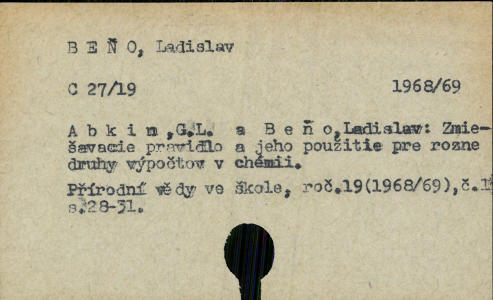 B E Ň O, Ladislav
C 27/19 1968/69
A b k i n ,G.L. a B e ň o,Ladislav: Zmie-
šavacie pravidlo a jeho použitie pre rozne
druhy výpočtov v chémii.
Přírodní vědy ve škole, roč.19(1968/69),č.1
s.28-31.